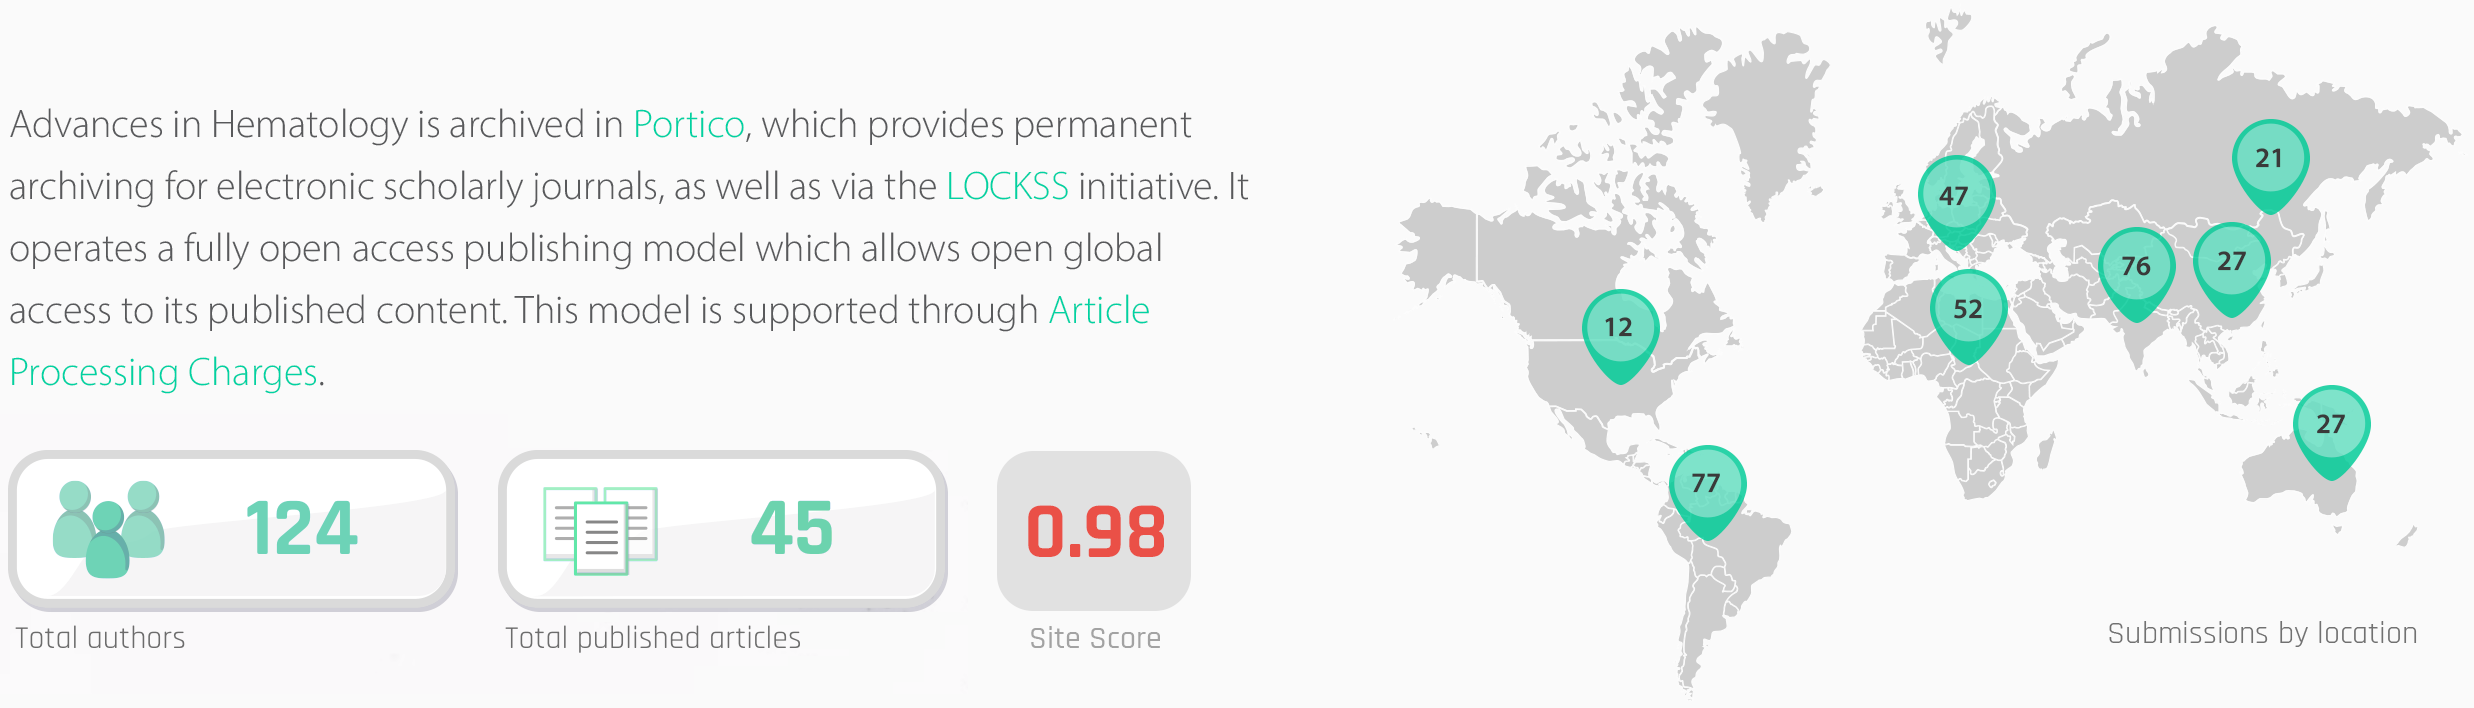 Advances in Hematology is archived in Portico, which provides permanent
archiving for electronic scholarly journals, as well as via the LOCKSS initiative. It
operates a fully open access publishing model which allows open global
access to its published content. This model is supported through Article
Processing Charges.
124
Total authors
45
Total published articles
0.98
Site Score
21
47
76
27
52
12
27
77
Submissions by location